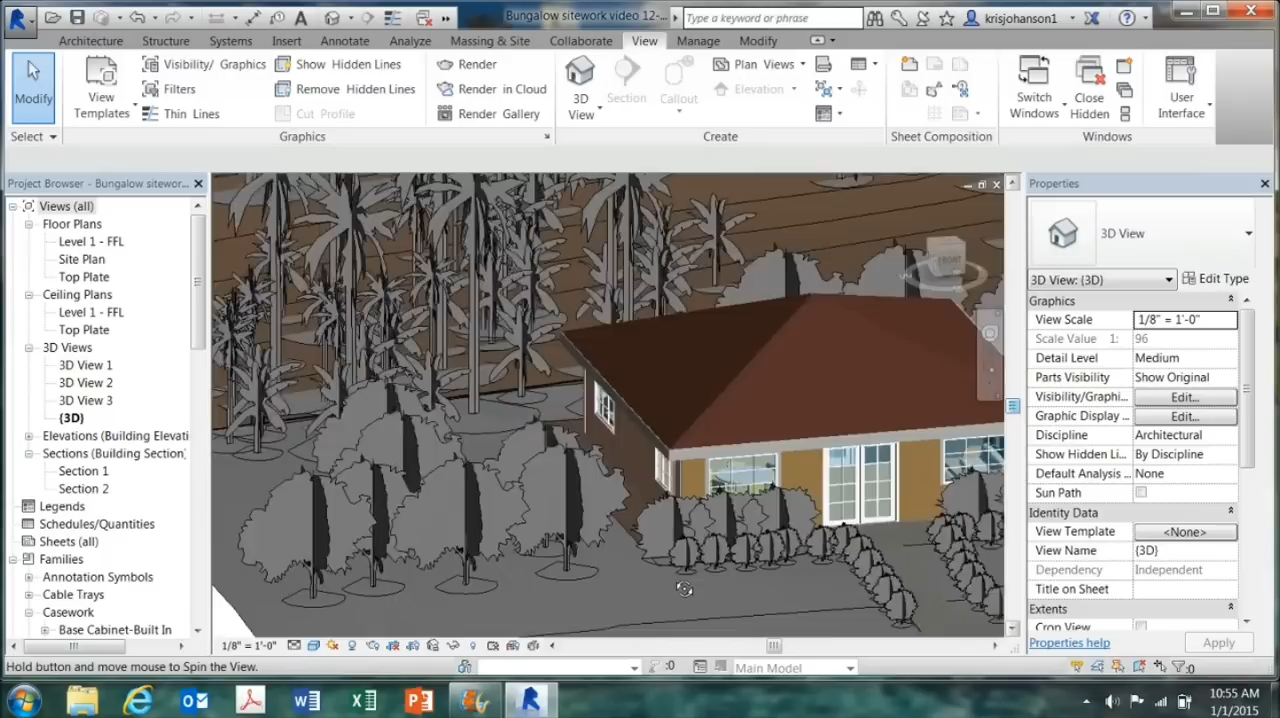 Bungalow sitework video 12-...
Type a keyword or phrase
krisjohanson1
Architecture Structure Systems Insert Annotate Analyze Massing & Site Collaborate View Manage Modify
Modify
View Templates
Visibility/ Graphics
Filters
Thin Lines
Show Hidden Lines
Remove Hidden Lines
Cut Profile
Render
Render in Cloud
Render Gallery
3D View
Section
Callout
Plan Views
Elevation
Switch Windows
Close Hidden
User Interface
Select Graphics Create Sheet Composition Windows
Project Browser - Bungalow sitewor...
Views (all)
Floor Plans
Level 1 - FFL
Site Plan
Top Plate
Ceiling Plans
Level 1 - FFL
Top Plate
3D Views
3D View 1
3D View 2
3D View 3
{3D}
Elevations (Building Elevati
Sections (Building Section)
Section 1
Section 2
Legends
Schedules/Quantities
Sheets (all)
Families
Annotation Symbols
Cable Trays
Casework
Base Cabinet-Built In
FRONT
Properties
3D View
3D View: {3D} Edit Type
Graphics
View Scale 1/8" = 1'-0"
Scale Value 1: 96
Detail Level Medium
Parts Visibility Show Original
Visibility/Graphi... Edit...
Graphic Display ... Edit...
Discipline Architectural
Show Hidden Li... By Discipline
Default Analysis ... None
Sun Path
Identity Data
View Template <None>
View Name {3D}
Dependency Independent
Title on Sheet
Extents
Crop View
Properties help Apply
1/8" = 1'-0"
Hold button and move mouse to Spin the View.
:0
Main Model
:0
10:55 AM
1/1/2015